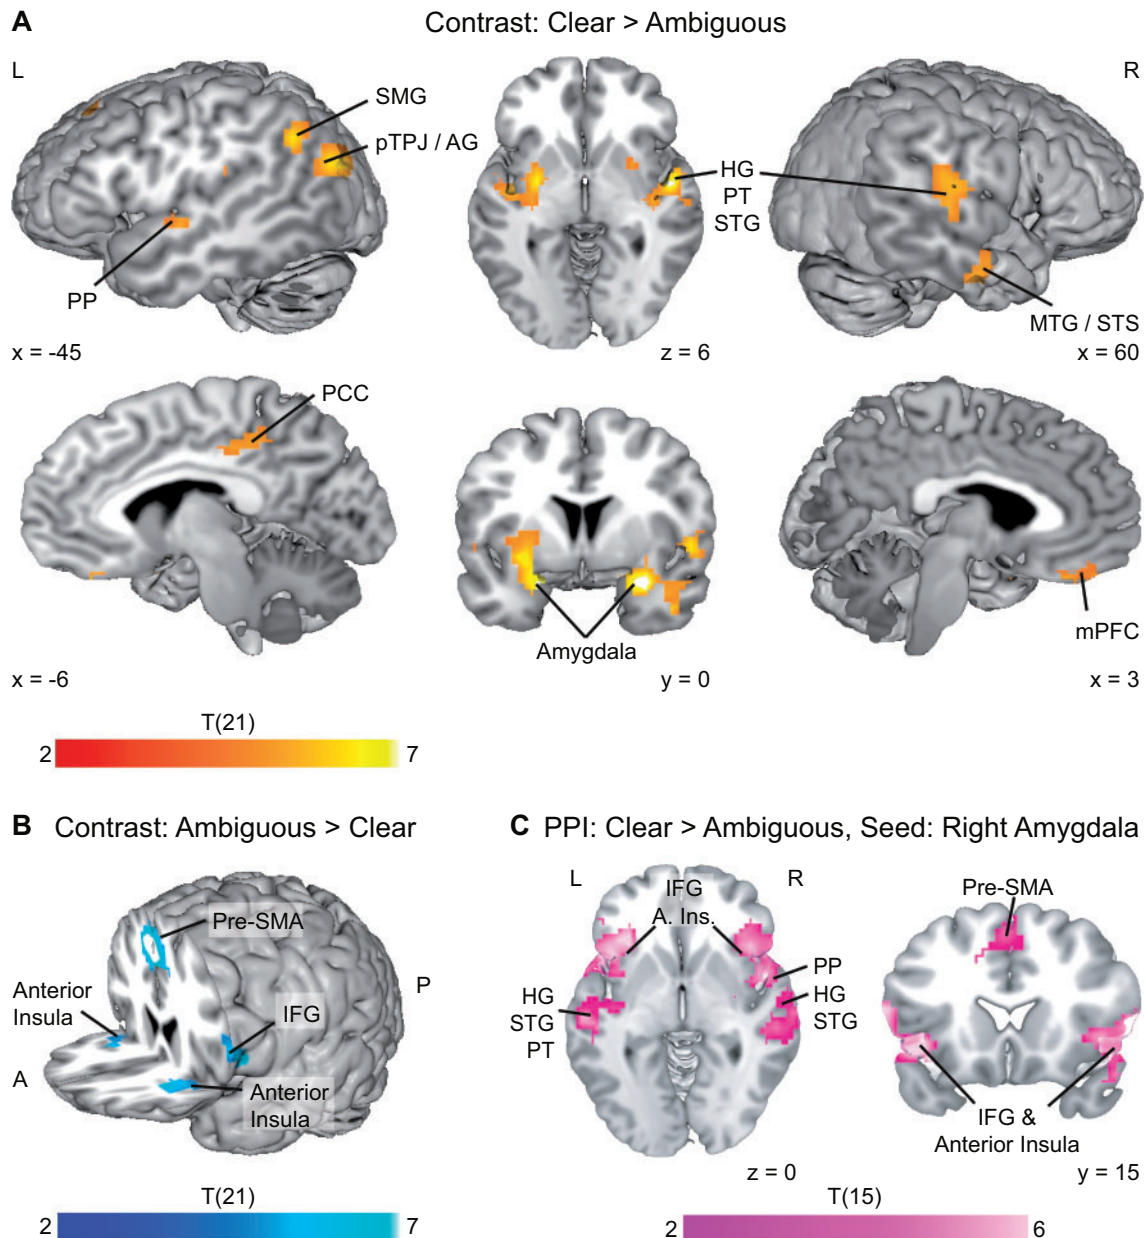 A
Contrast: Clear > Ambiguous
L
R
SMG
pTPJ / AG
PP
x = -45
HG
PT
STG
z = 6
MTG / STS
x = 60
PCC
x = -6
Amygdala
y = 0
mPFC
x = 3
T(21)
2
7
B Contrast: Ambiguous > Clear
Pre-SMA
Anterior
Insula
IFG
P
A
Anterior
Insula
T(21)
2
7
C PPI: Clear > Ambiguous, Seed: Right Amygdala
L
R
IFG
A. Ins.
PP
HG
STG
PT
HG
STG
z = 0
Pre-SMA
IFG &
Anterior Insula
y = 15
T(15)
2
6